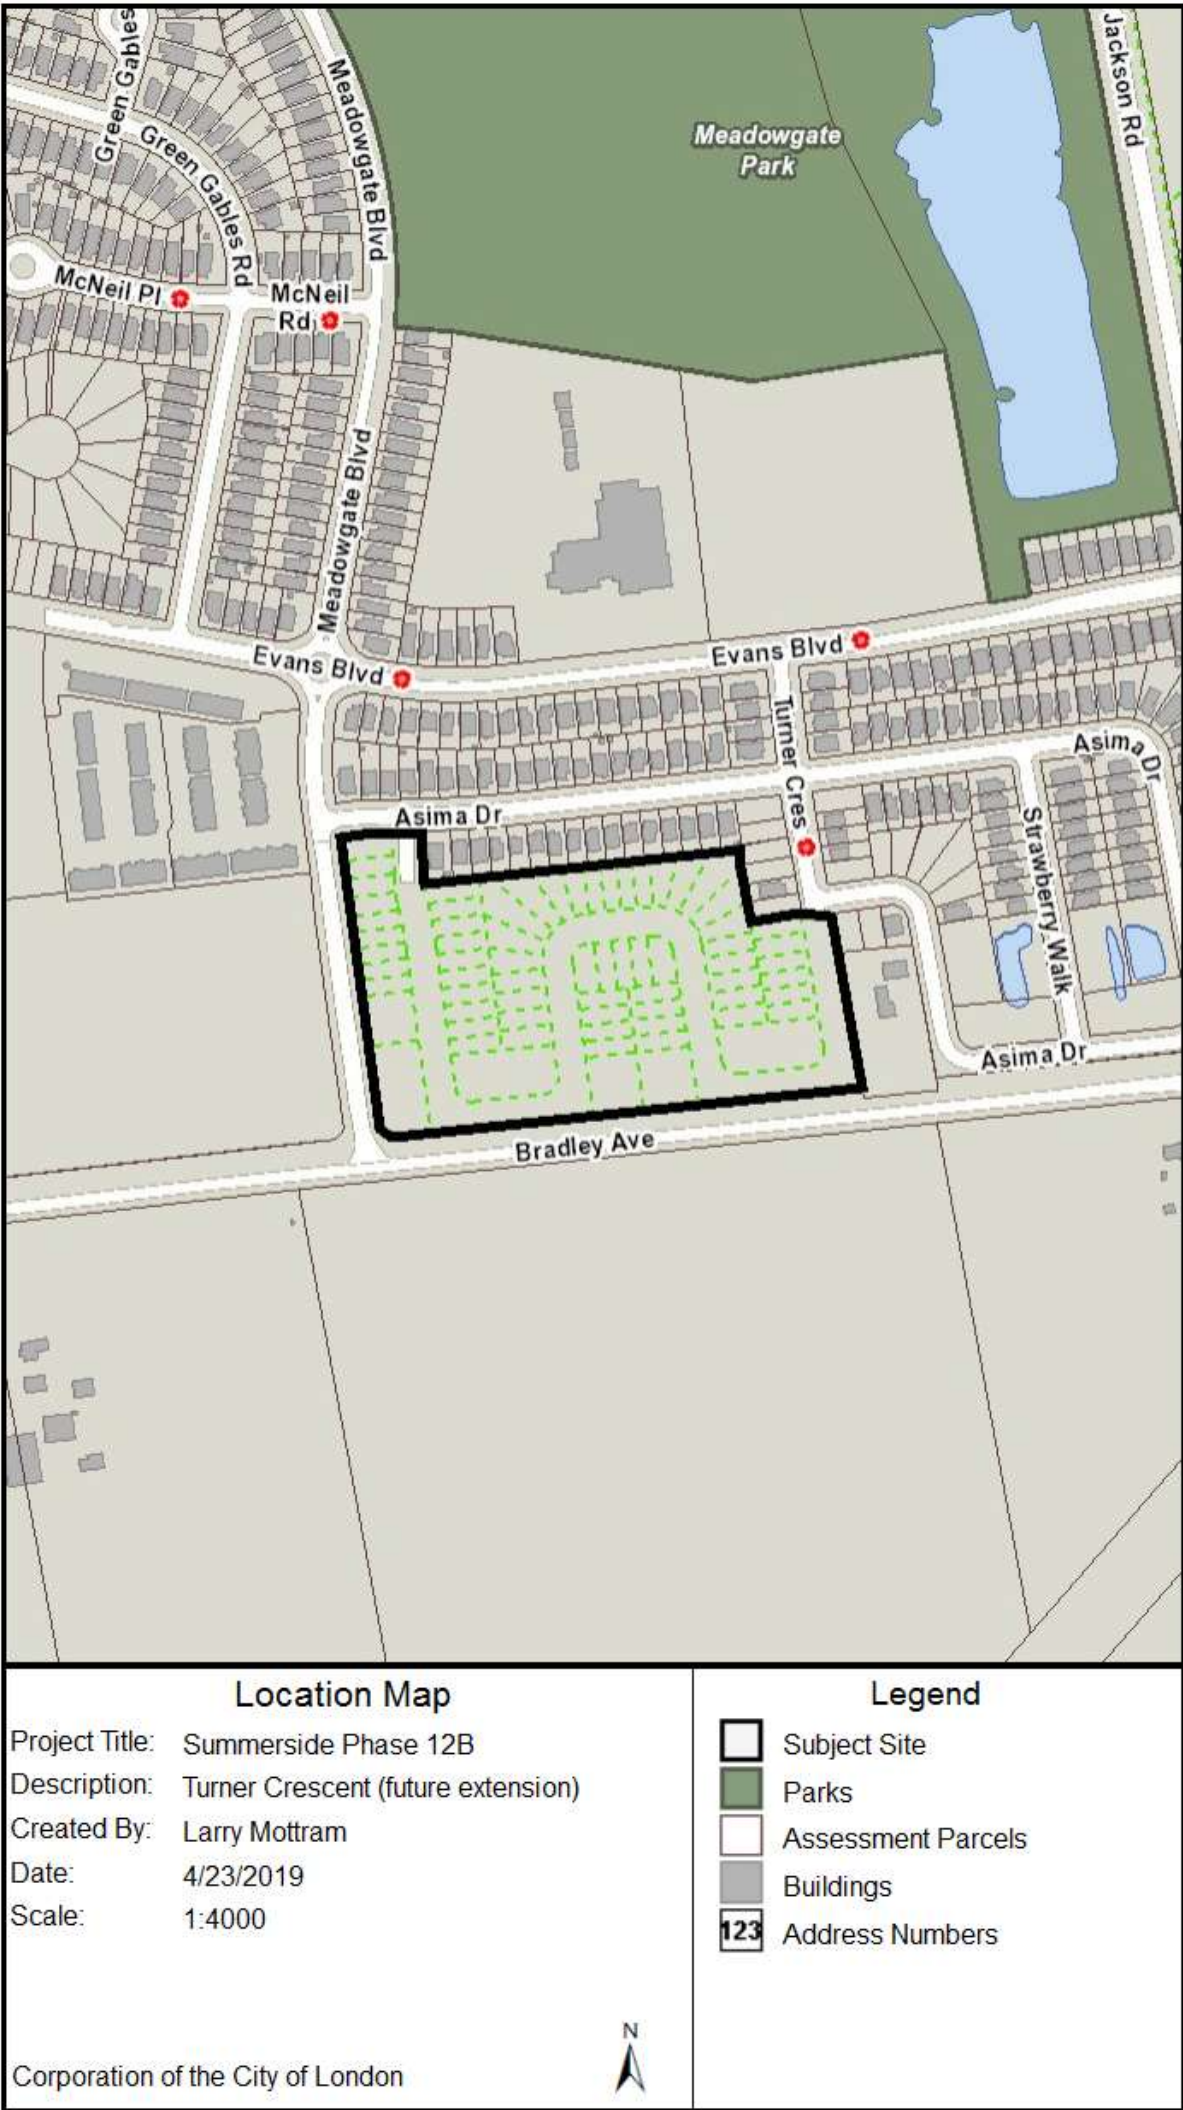 Green Gables
Meadowgate Blvd
Jackson Rd
Meadowgate
Park
Green Gables Rd
McNeil Pl
McNeil
Rd
Meadowgate Blvd
Evans Blvd
Evans Blvd
Turner Cres
Asima Dr
Asima Dr
Strawberry Walk
Asima Dr
Bradley Ave
Location Map
Project Title: Summerside Phase 12B
Description: Turner Crescent (future extension)
Created By: Larry Mottram
Date: 4/23/2019
Scale: 1:4000
N
Corporation of the City of London
Legend
Subject Site
Parks
Assessment Parcels
Buildings
123 Address Numbers